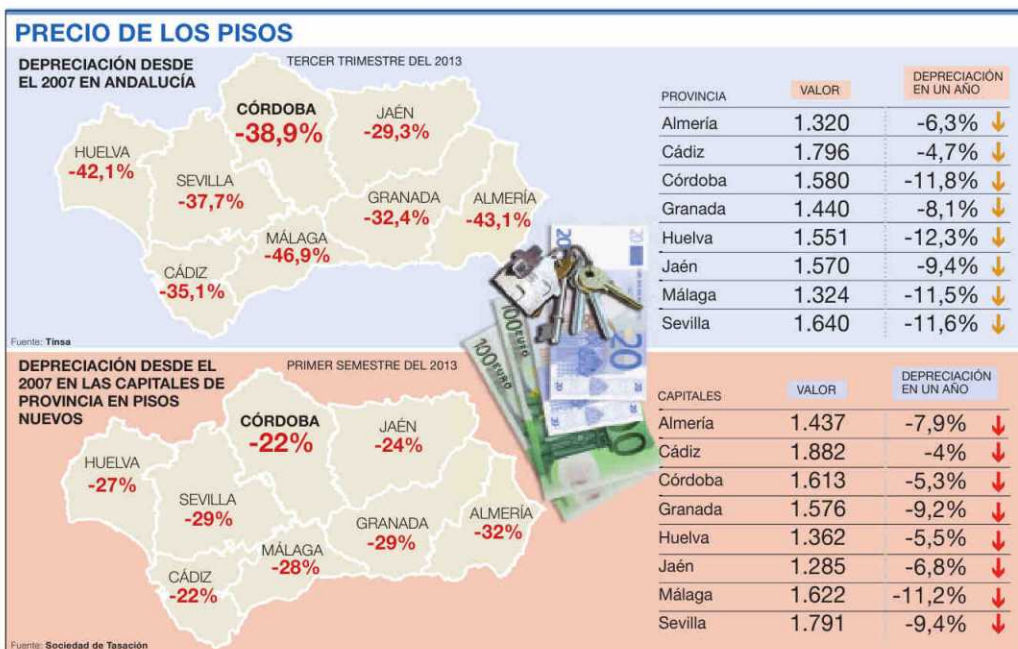 PRECIO DE LOS PISOS
DEPRECIACIÓN DESDE
EL 2007 EN ANDALUCÍA
TERCER TRIMESTRE DEL 2013
CÓRDOBA
-38,9%
JAÉN
-29,3%
HUELVA
-42,1%
SEVILLA
-37,7%
GRANADA
-32,4%
ALMERÍA
-43,1%
MÁLAGA
-46,9%
CÁDIZ
-35,1%
Fuente: Tinsa
PROVINCIA VALOR DEPRECIACIÓN
EN UN AÑO
Almería 1.320 -6,3%
Cádiz 1.796 -4,7%
Córdoba 1.580 -11,8%
Granada 1.440 -8,1%
Huelva 1.551 -12,3%
Jaén 1.570 -9,4%
Málaga 1.324 -11,5%
Sevilla 1.640 -11,6%
20
20
100
100EURO
100EURO
20
20
00
DEPRECIACIÓN DESDE EL
2007 EN LAS CAPITALES DE
PROVINCIA EN PISOS
NUEVOS
PRIMER SEMESTRE DEL 2013
CÓRDOBA
-22%
JAÉN
-24%
HUELVA
-27%
SEVILLA
-29%
GRANADA
-29%
ALMERÍA
-32%
MÁLAGA
-28%
CÁDIZ
-22%
Fuente: Sociedad de Tasación
CAPITALES VALOR DEPRECIACIÓN
EN UN AÑO
Almería 1.437 -7,9%
Cádiz 1.882 -4%
Córdoba 1.613 -5,3%
Granada 1.576 -9,2%
Huelva 1.362 -5,5%
Jaén 1.285 -6,8%
Málaga 1.622 -11,2%
Sevilla 1.791 -9,4%